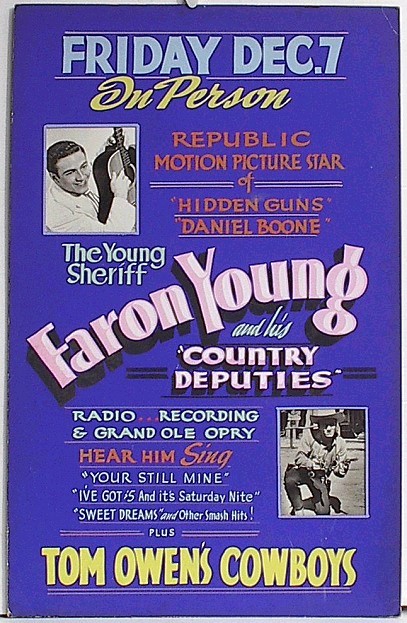 FRIDAY DEC.7
In Person
REPUBLIC
MOTION PICTURE STAR
of
"HIDDEN GUNS"
"DANIEL BOONE"
The Young
Sheriff
Faron Young
and his
"COUNTRY
DEPUTIES"
RADIO...RECORDING
& GRAND OLE OPRY
HEAR HIM Sing
"YOUR STILL MINE"
"I'VE GOT $5 And it's Saturday Nite"
"SWEET DREAMS" and Other Smash Hits!
PLUS
TOM OWEN'S COWBOYS